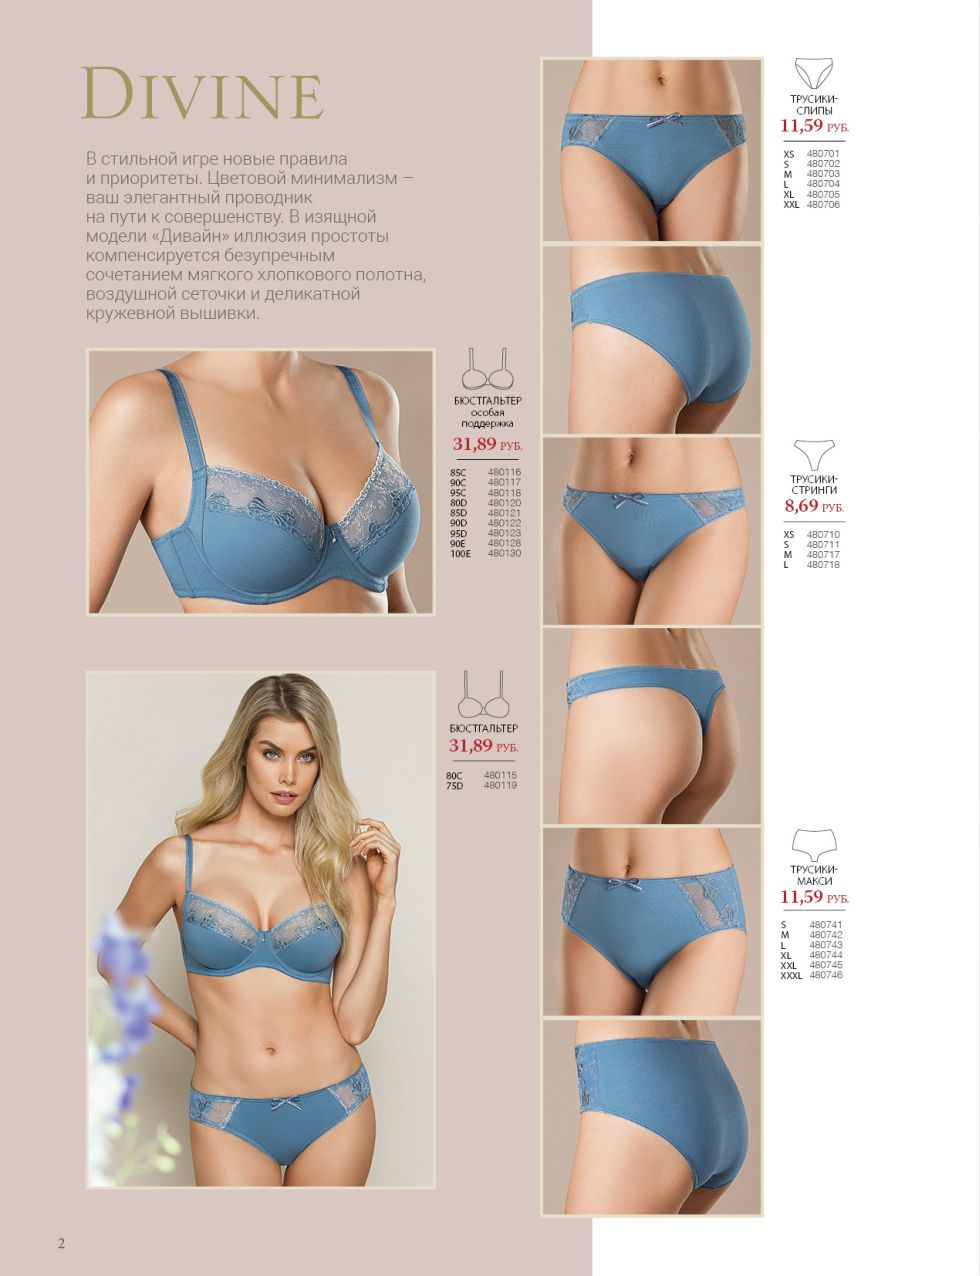 DIVINE
В стильной игре новые правила
и приоритеты. Цветовой минимализм –
ваш элегантный проводник
на пути к совершенству. В изящной
модели «Дивайн» иллюзия простоты
компенсируется безупречным
сочетанием мягкого хлопкового полотна,
воздушной сеточки и деликатной
кружевной вышивки.
БЮСТГАЛЬТЕР
особая
поддержка
31,89 РУБ.
85C 480116
90C 480117
95C 480118
80D 480120
85D 480121
90D 480122
95D 480123
90E 480128
100E 480130
БЮСТГАЛЬТЕР
31,89 РУБ.
80C 480115
75D 480119
ТРУСИКИ-
СЛИПЫ
11,59 РУБ.
XS 480701
S 480702
M 480703
L 480704
XL 480705
XXL 480706
ТРУСИКИ-
СТРИНГИ
8,69 РУБ.
XS 480710
S 480711
M 480717
L 480718
ТРУСИКИ-
МАКСИ
11,59 РУБ.
S 480741
M 480742
L 480743
XL 480744
XXL 480745
XXXL 480746
2